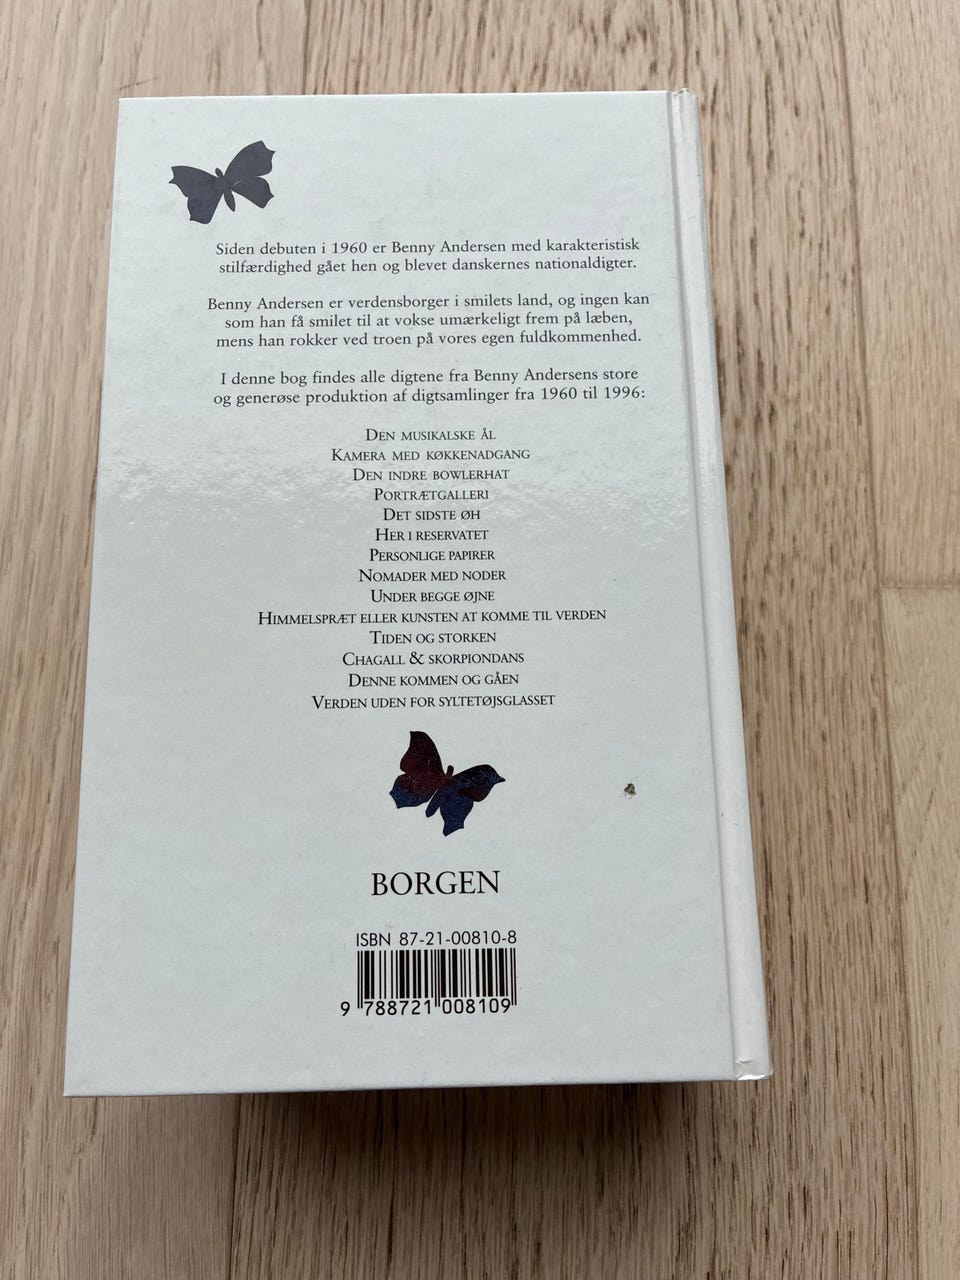 Siden debuten i 1960 er Benny Andersen med karakteristisk
stilfærdighed gået hen og blevet danskernes nationaldigter.
Benny Andersen er verdensborger i smilets land, og ingen kan
som han få smilet til at vokse umærkeligt frem på læben,
mens han rokker ved troen på vores egen fuldkommenhed.
I denne bog findes alle digtene fra Benny Andersens store
og generøse produktion af digtsamlinger fra 1960 til 1996:
Den musikalske ål
Kamera med køkkenadgang
Den indre bowlerhat
Portrætgalleri
Det sidste øh
Her i reservatet
Personlige papirer
Nomader med noder
Under begge øjne
Himmelspræt eller kunsten at komme til verden
Tiden og storken
Chagall & skorpiondans
Denne kommen og gåen
Verden uden for syltetøjsglasset
BORGEN
ISBN 87-21-00810-8
9 788721 008109